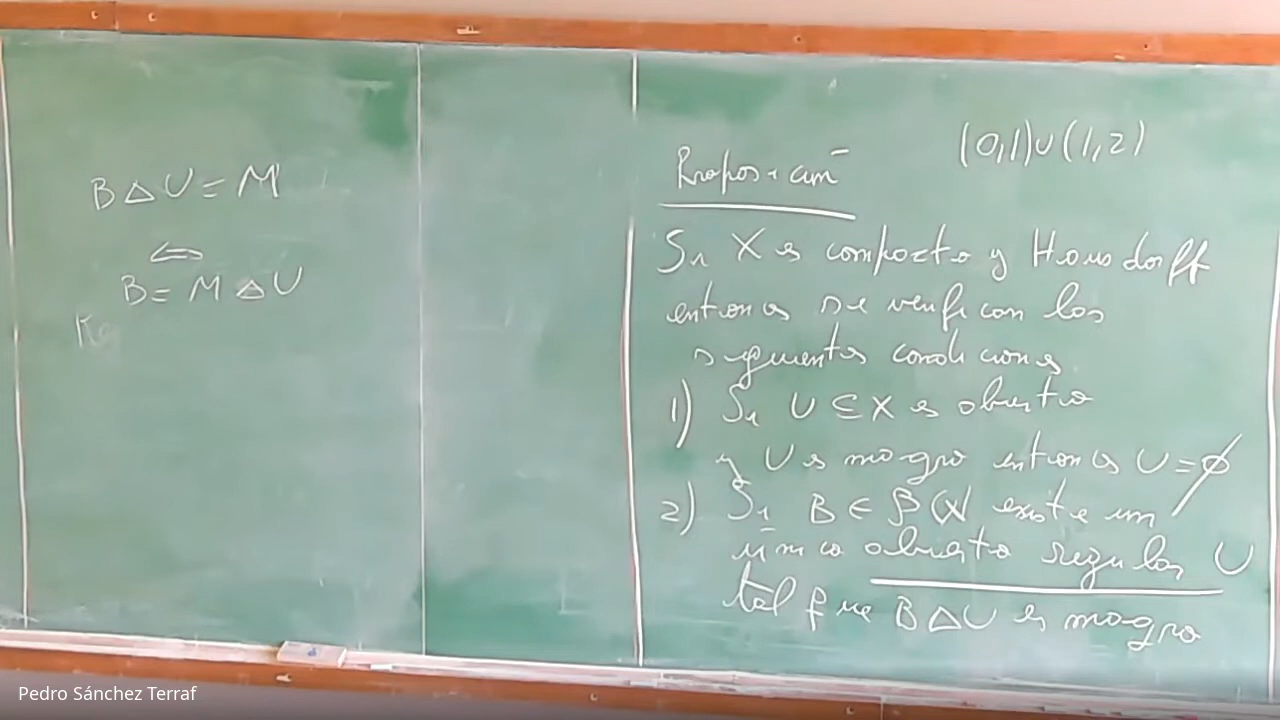 B △ U = M
⇐
B = M △ U
(0,1)∪(1,2)
Proposición
Si X es compacto y Hausdorff
entonces se verifican las
siguientes condiciones
1) Si U ⊆ X es abierto
y U es magro entonces U = ∅
2) Si B ∈ β(X) existe un
único abierto regular U
tal que B △ U es magro
Pedro Sánchez Terraf